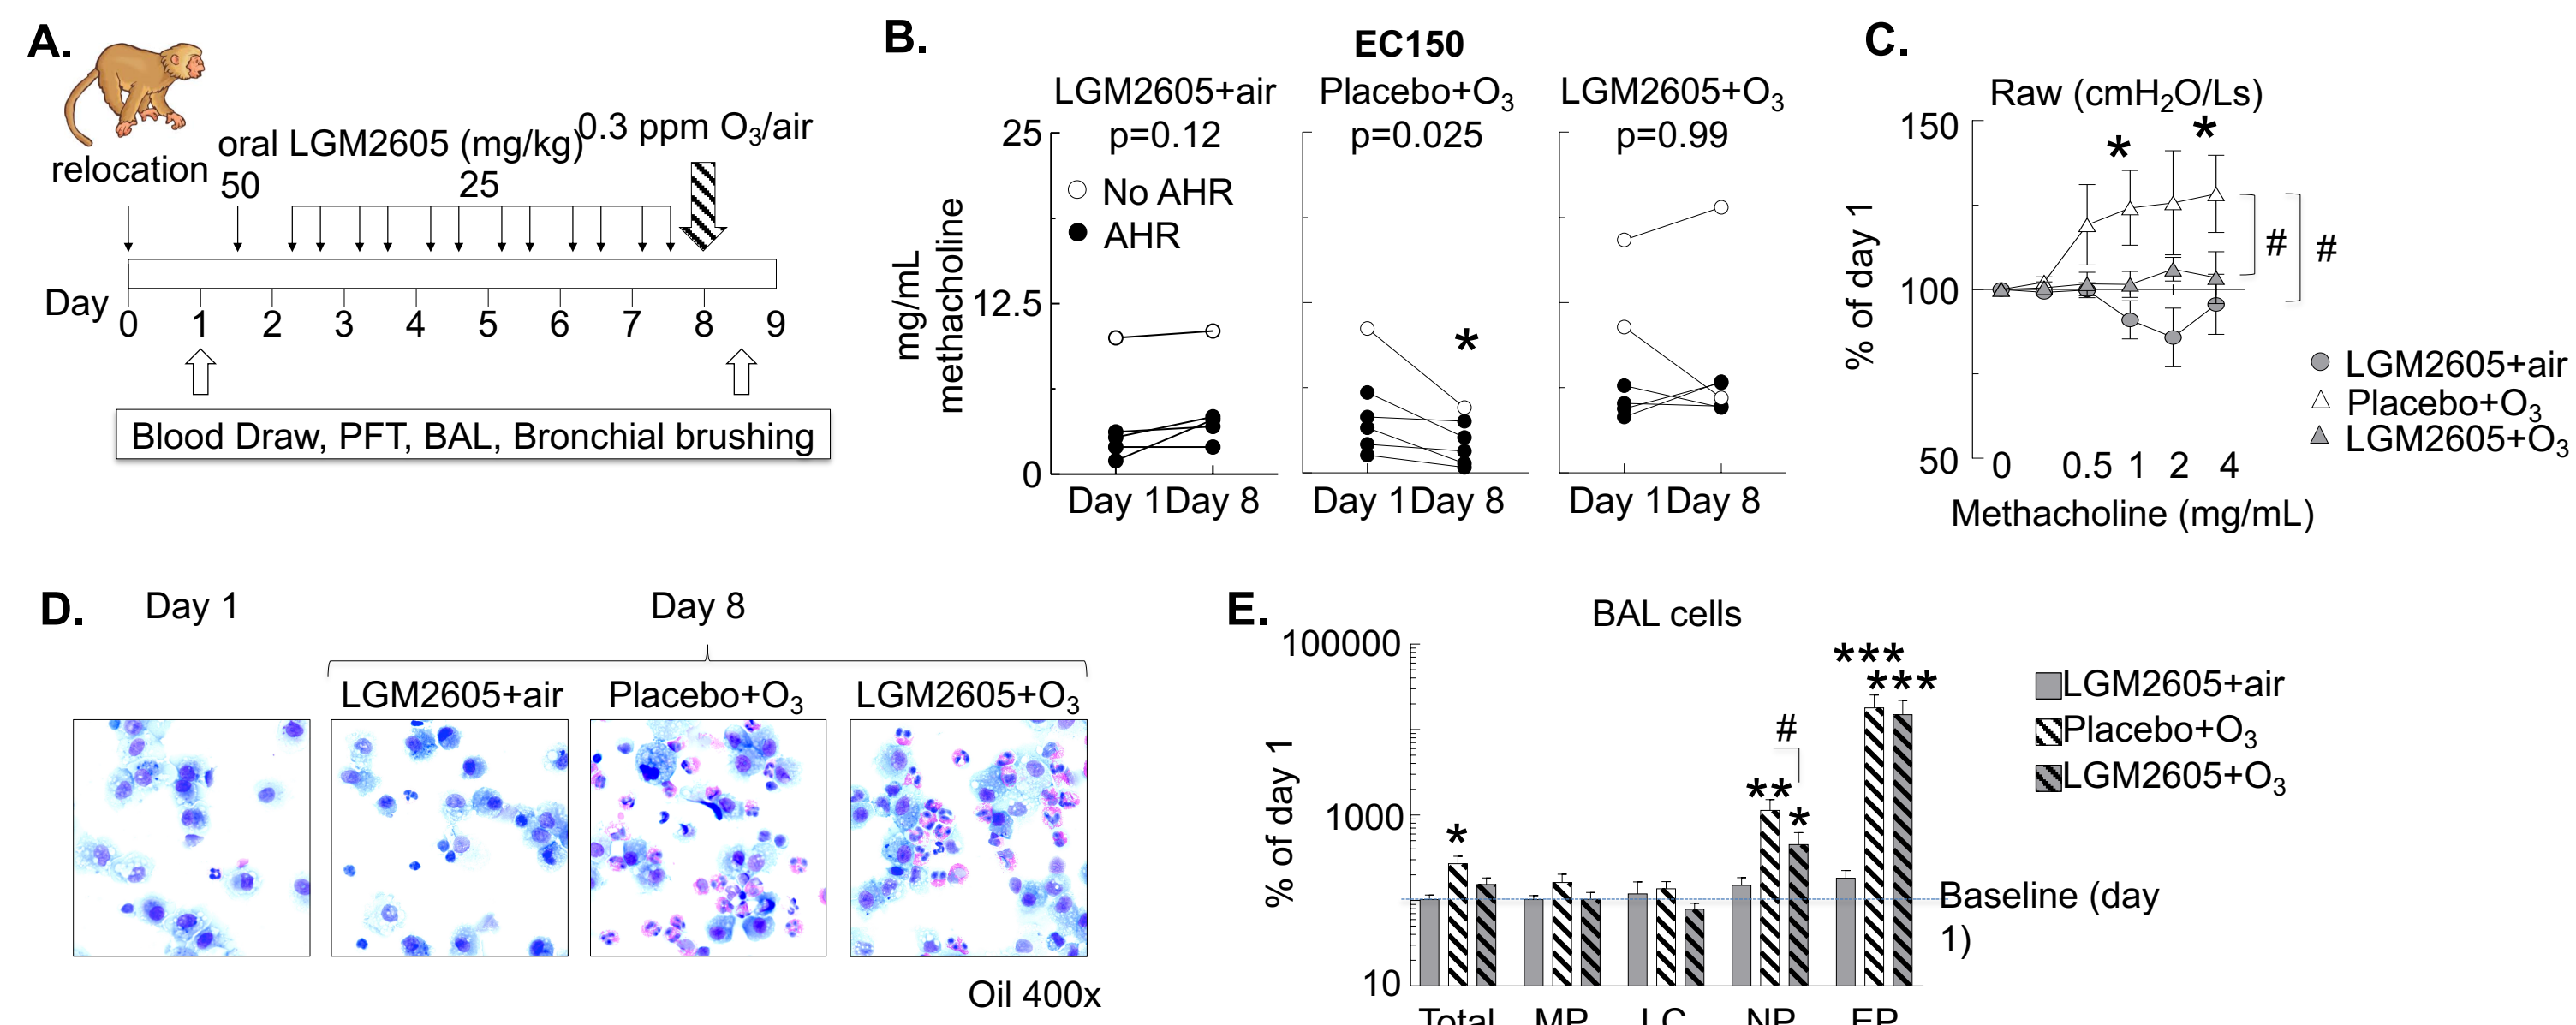 A.
relocation
oral LGM2605 (mg/kg)
50
25
0.3 ppm O₃/air
Day
0 1 2 3 4 5 6 7 8 9
Blood Draw, PFT, BAL, Bronchial brushing
B.
EC150
LGM2605+air
p=0.12
Placebo+O₃
p=0.025
LGM2605+O₃
p=0.99
mg/mL
methacholine
25
12.5
0
No AHR
AHR
*
Day 1 Day 8
Day 1 Day 8
Day 1 Day 8
C.
Raw (cmH₂O/Ls)
% of day 1
150
100
50
* *
# #
0 0.5 1 2 4
Methacholine (mg/mL)
LGM2605+air
Placebo+O₃
LGM2605+O₃
D.
Day 1
Day 8
LGM2605+air
Placebo+O₃
LGM2605+O₃
Oil 400x
E.
BAL cells
% of day 1
100000
1000
10
*
**
*
#
***
***
Total MP LC NP EP
LGM2605+air
Placebo+O₃
LGM2605+O₃
Baseline (day
1)